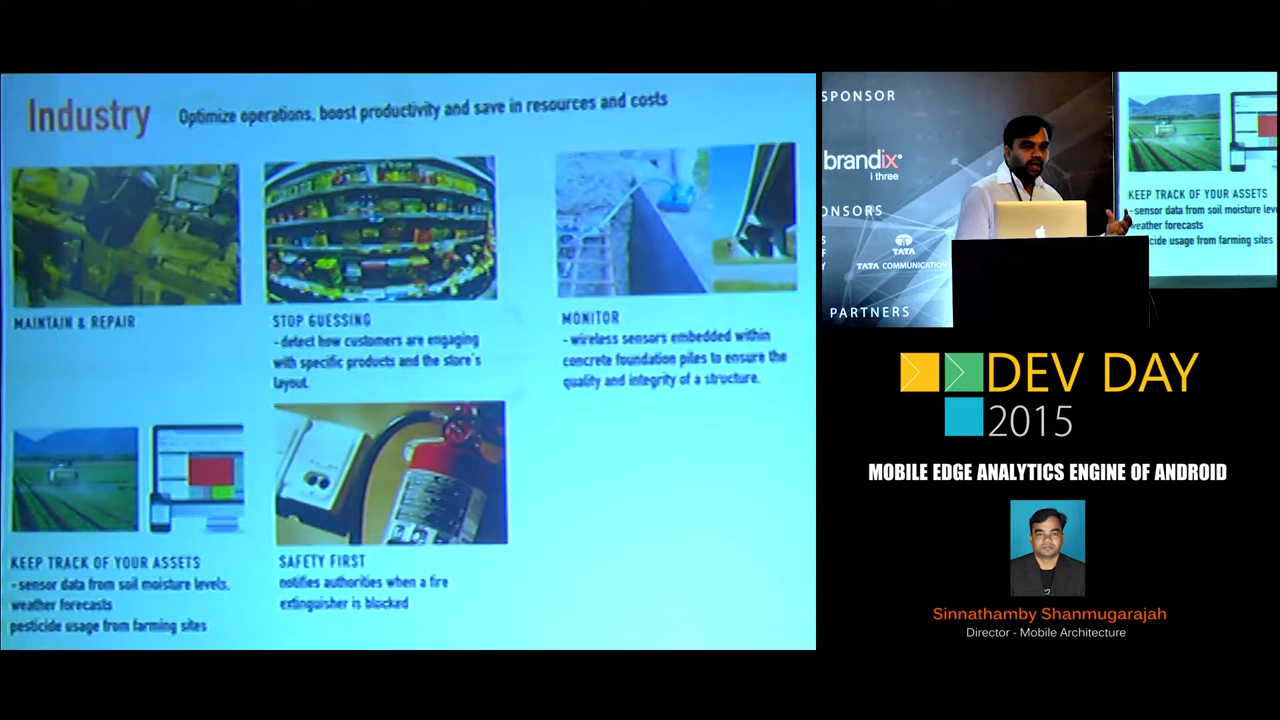 Industry
Optimize operations, boost productivity and save in resources and costs
MAINTAIN & REPAIR
STOP GUESSING
- detect how customers are engaging
with specific products and the store's
layout.
MONITOR
- wireless sensors embedded within
concrete foundation piles to ensure the
quality and integrity of a structure.
KEEP TRACK OF YOUR ASSETS
- sensor data from soil moisture levels,
weather forecasts
pesticide usage from farming sites
SAFETY FIRST
notifies authorities when a fire
extinguisher is blocked
SPONSOR
brandix
i three
ONSORS
TATA
TATA COMMUNICATION
PARTNERS
KEEP TRACK OF YOUR ASSETS
- sensor data from soil moisture
weather forecasts
usage from farming sites
DEV DAY
2015
MOBILE EDGE ANALYTICS ENGINE OF ANDROID
Sinnathamby Shanmugarajah
Director - Mobile Architecture